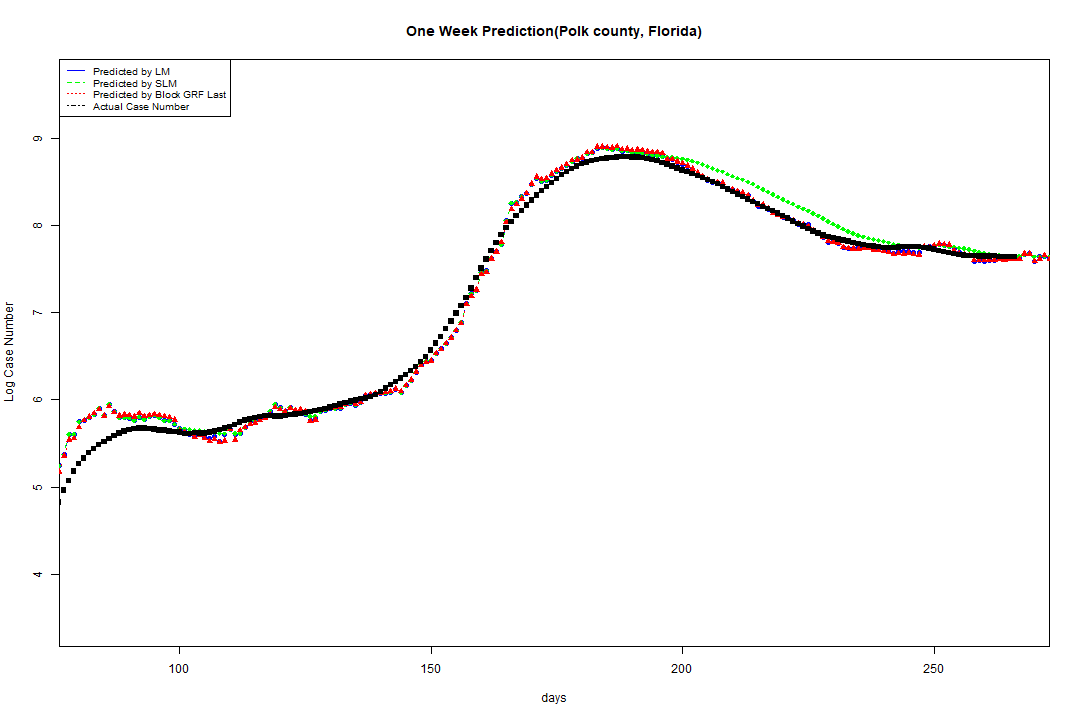 One Week Prediction(Polk county, Florida)
Predicted by LM
Predicted by SLM
Predicted by Block GRF Last
Actual Case Number
9
8
7
6
5
4
Log Case Number
100 150 200 250
days